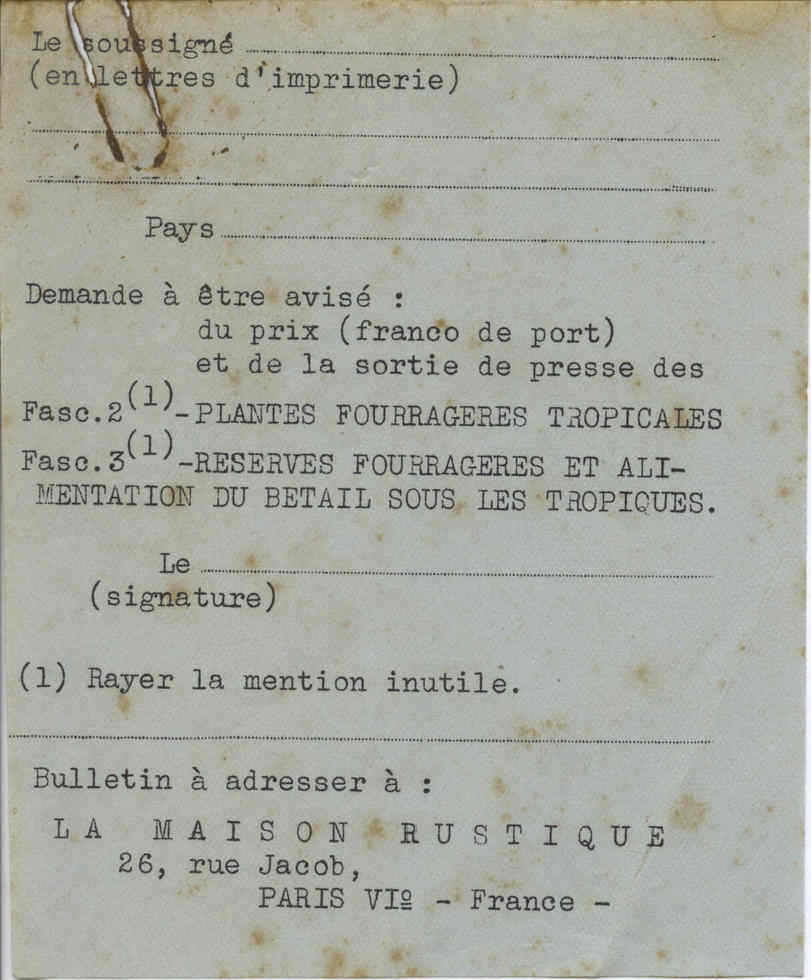 Le soussigné ........................
(en lettres d'imprimerie)
........................
........................
Pays ........................
Demande à être avisé :
du prix (franco de port)
et de la sortie de presse des
Fasc.2(1)-PLANTES FOURRAGERES TROPICALES
Fasc.3(1)-RESERVES FOURRAGERES ET ALI-
MENTATION DU BETAIL SOUS LES TROPIQUES.
Le ........................
(signature)
(1) Rayer la mention inutile.
........................
Bulletin à adresser à :
LA MAISON RUSTIQUE
26, rue Jacob,
PARIS VIº - France -